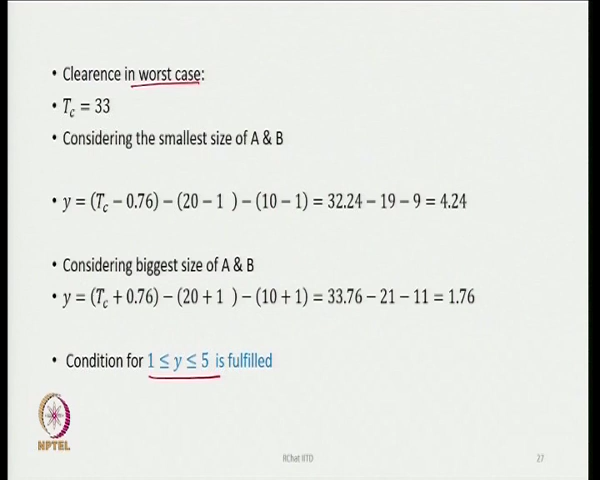 • Clearence in worst case:
• T_c = 33
• Considering the smallest size of A & B
• y = (T_c − 0.76) − (20 − 1 ) − (10 − 1) = 32.24 − 19 − 9 = 4.24
• Considering biggest size of A & B
• y = (T_c + 0.76) − (20 + 1 ) − (10 + 1) = 33.76 − 21 − 11 = 1.76
• Condition for 1 ≤ y ≤ 5 is fulfilled
NPTEL
RChat IITD
27